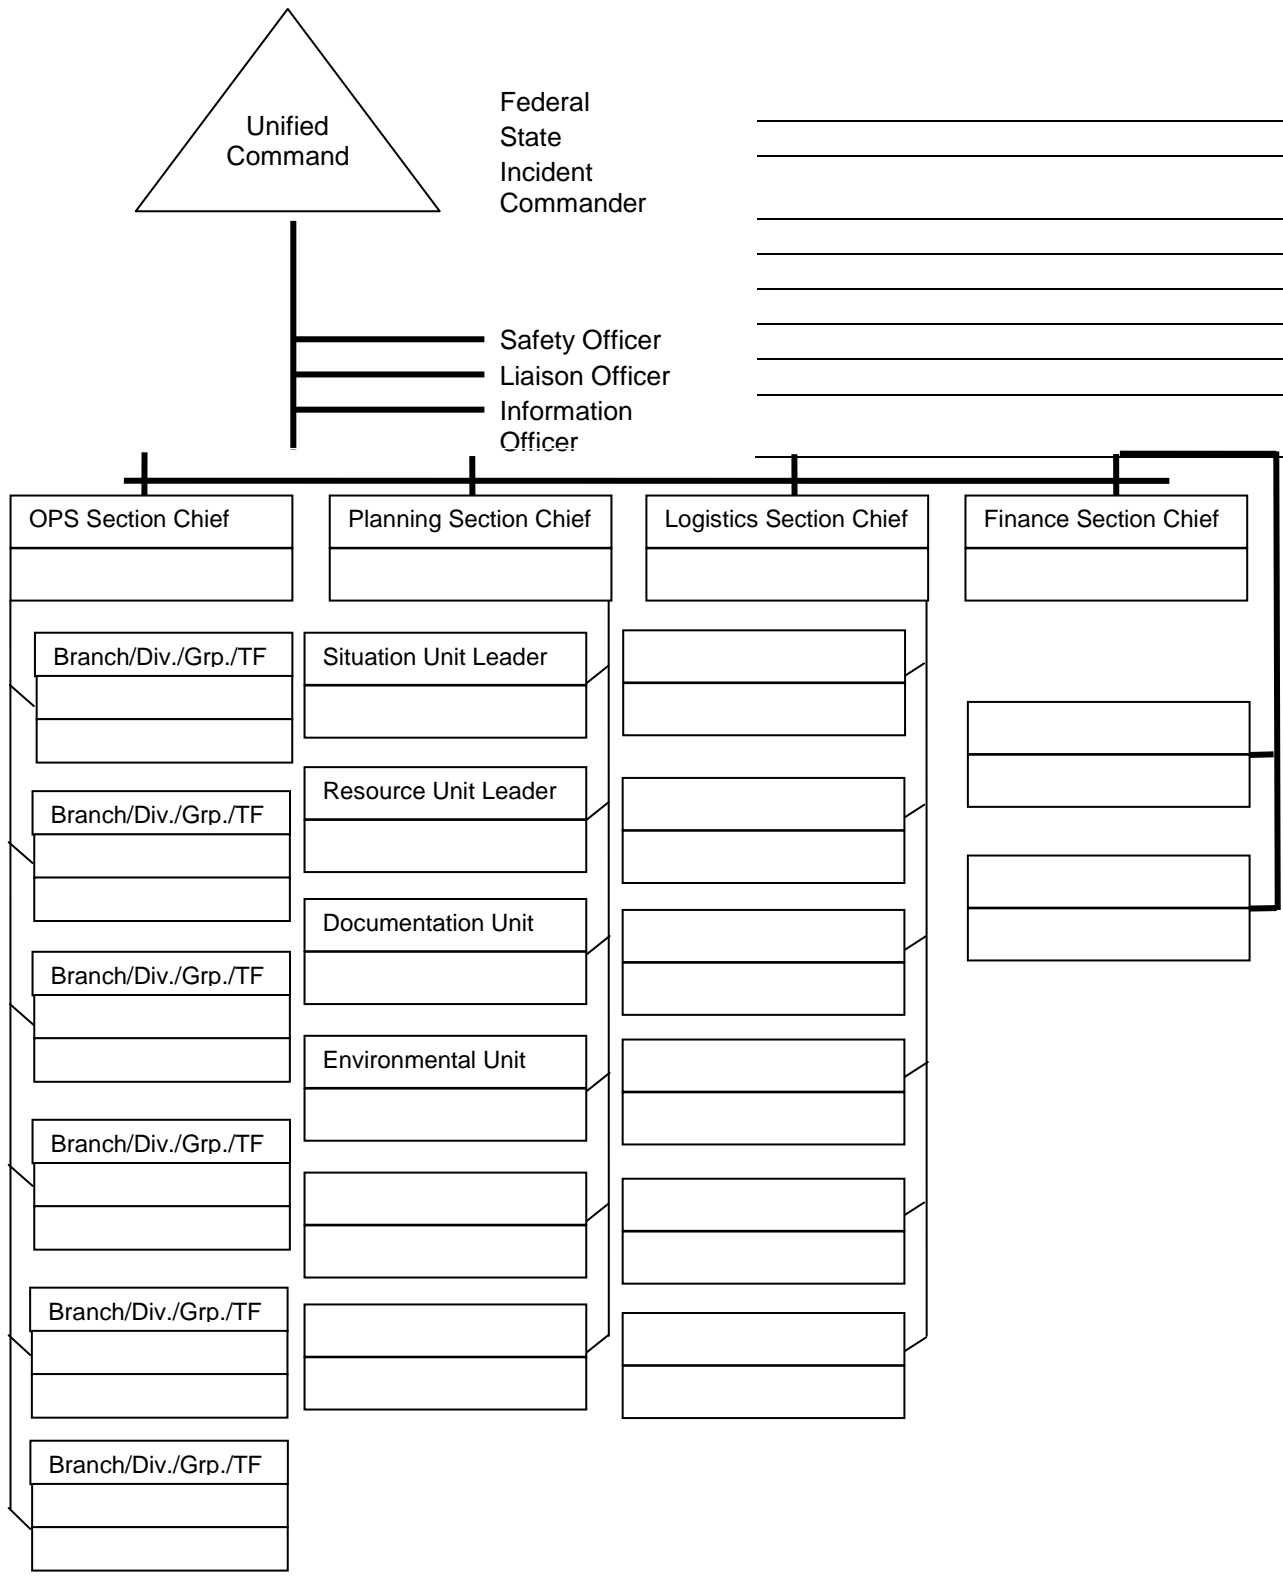 Unified
Command
Federal
State
Incident
Commander
Safety Officer
Liaison Officer
Information
Officer
OPS Section Chief
Planning Section Chief
Logistics Section Chief
Finance Section Chief
Branch/Div./Grp./TF
Situation Unit Leader
Branch/Div./Grp./TF
Resource Unit Leader
Branch/Div./Grp./TF
Documentation Unit
Branch/Div./Grp./TF
Environmental Unit
Branch/Div./Grp./TF
Branch/Div./Grp./TF